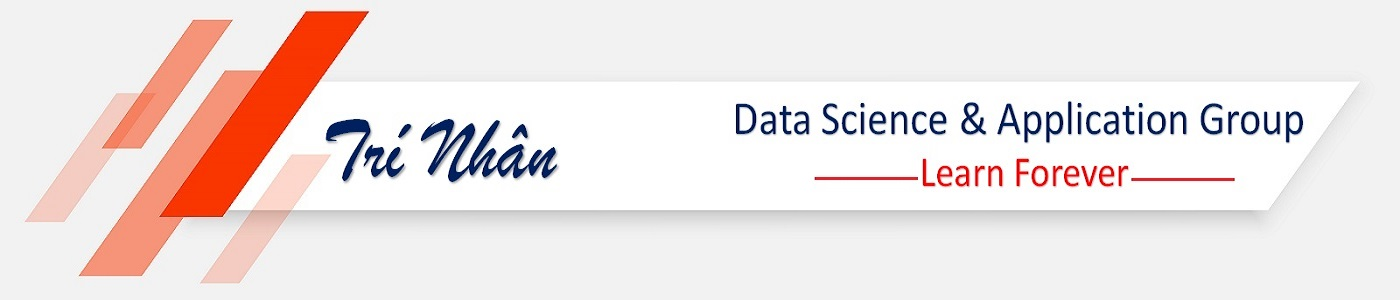 Trí Nhân
Data Science & Application Group
Learn Forever